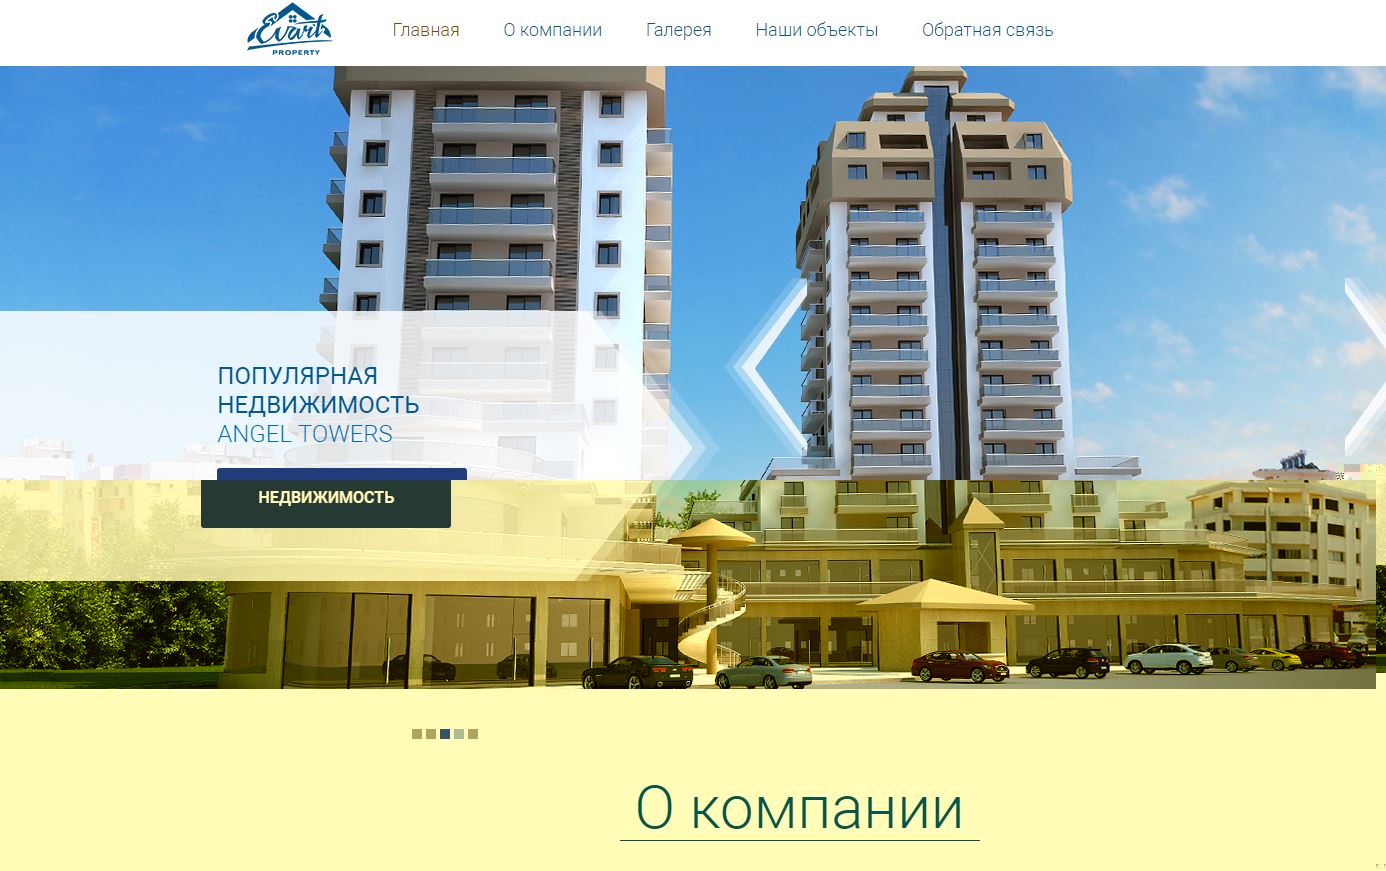 Evart
PROPERTY
Главная
О компании
Галерея
Наши объекты
Обратная связь
ПОПУЛЯРНАЯ
НЕДВИЖИМОСТЬ
ANGEL TOWERS
НЕДВИЖИМОСТЬ
О компании